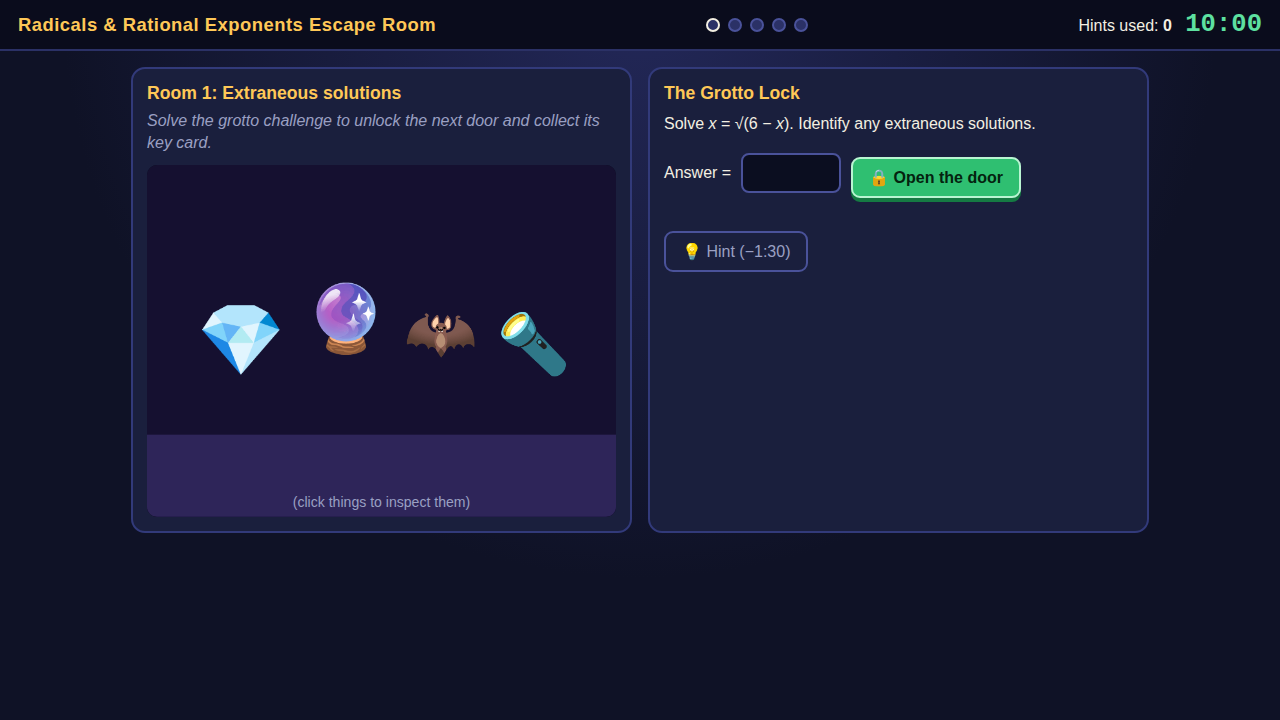 Radicals & Rational Exponents Escape Room
Hints used: 0 10:00
Room 1: Extraneous solutions
Solve the grotto challenge to unlock the next door and collect its
key card.
(click things to inspect them)
The Grotto Lock
Solve x = √(6 − x). Identify any extraneous solutions.
Answer =
🔒 Open the door
💡 Hint (−1:30)